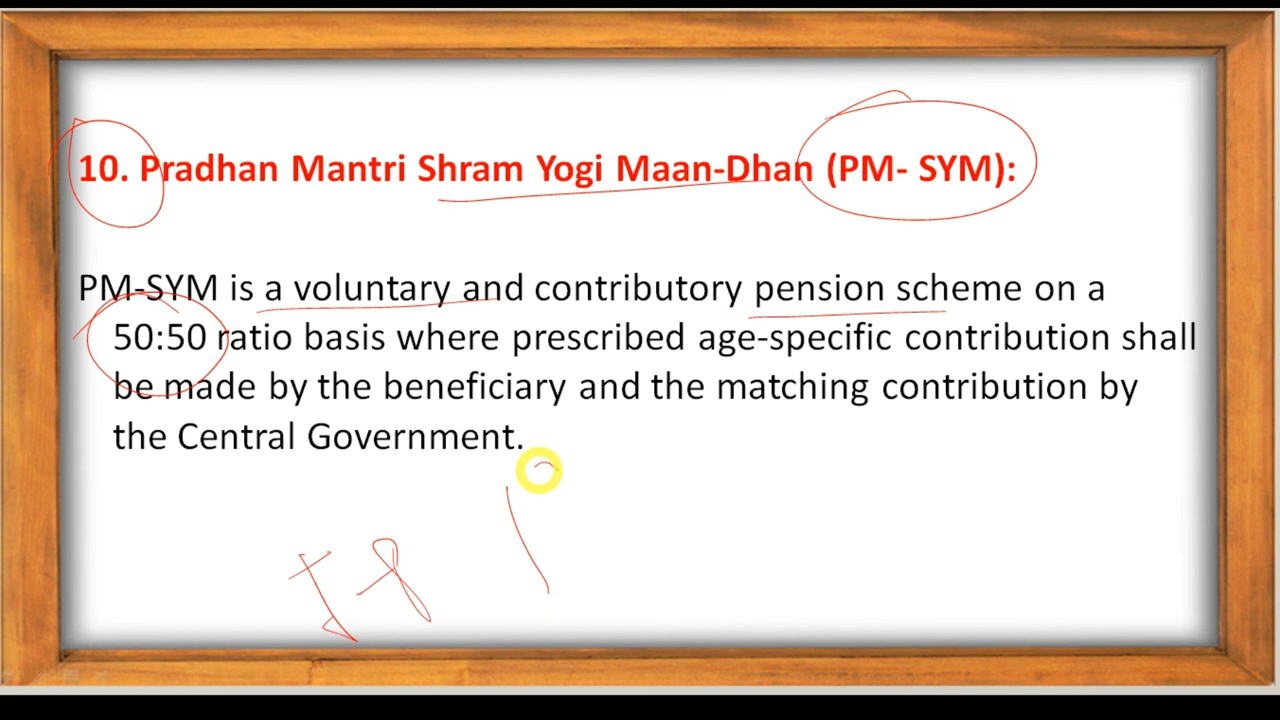 10. Pradhan Mantri Shram Yogi Maan-Dhan (PM- SYM):
PM-SYM is a voluntary and contributory pension scheme on a
50:50 ratio basis where prescribed age-specific contribution shall
be made by the beneficiary and the matching contribution by
the Central Government.